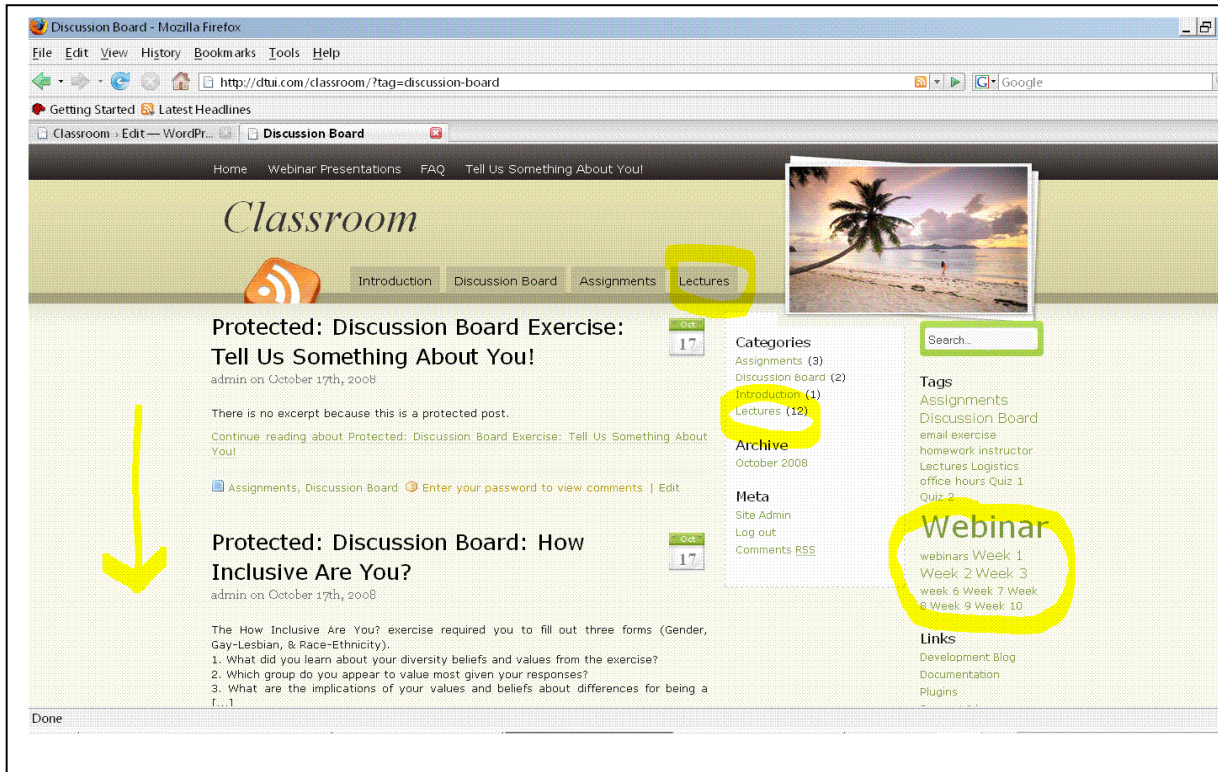 Discussion Board - Mozilla Firefox
File Edit View History Bookmarks Tools Help
http://dtui.com/classroom/?tag=discussion-board
G Google
Getting Started Latest Headlines
Classroom › Edit — WordPr... Discussion Board
Home Webinar Presentations FAQ Tell Us Something About You!
Classroom
Introduction Discussion Board Assignments Lectures
Protected: Discussion Board Exercise:
Tell Us Something About You!
Oct
17
admin on October 17th, 2008
There is no excerpt because this is a protected post.
Continue reading about Protected: Discussion Board Exercise: Tell Us Something About
You!
Assignments, Discussion Board Enter your password to view comments | Edit
Protected: Discussion Board: How
Inclusive Are You?
Oct
17
admin on October 17th, 2008
The How Inclusive Are You? exercise required you to fill out three forms (Gender,
Gay-Lesbian, & Race-Ethnicity).
1. What did you learn about your diversity beliefs and values from the exercise?
2. Which group do you appear to value most given your responses?
3. What are the implications of your values and beliefs about differences for being a
[...]
Categories
Assignments (3)
Discussion Board (2)
Introduction (1)
Lectures (12)
Archive
October 2008
Meta
Site Admin
Log out
Comments RSS
Search...
Tags
Assignments
Discussion Board
email exercise
homework instructor
Lectures Logistics
office hours Quiz 1
Quiz 2
Webinar
webinars Week 1
Week 2 Week 3
week 6 Week 7 Week
8 Week 9 Week 10
Links
Development Blog
Documentation
Plugins
Done